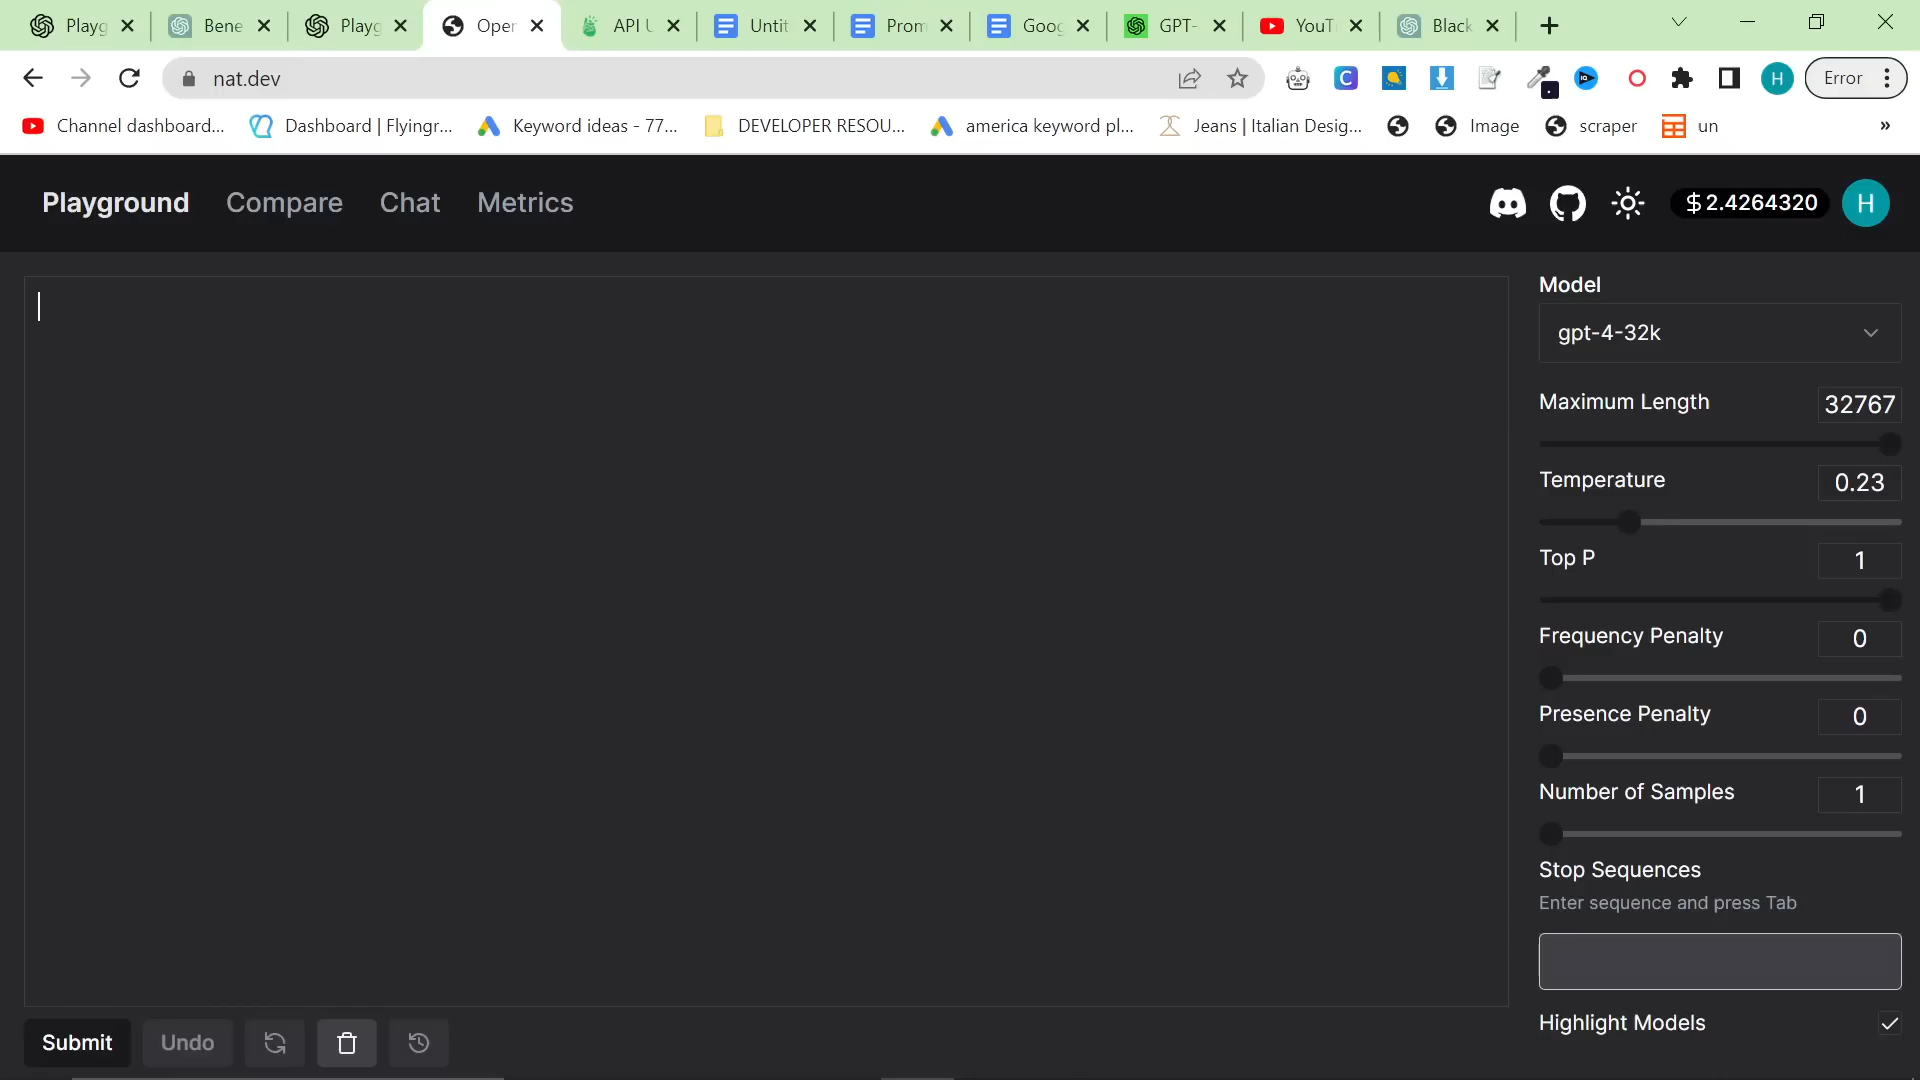 Playg Bene Playg Oper API U Untit Prom Goog GPT- YouT Black
nat.dev
H Error
Channel dashboard... Dashboard | Flyingr... Keyword ideas - 77... DEVELOPER RESOU... america keyword pl... Jeans | Italian Desig... Image scraper un »
Playground Compare Chat Metrics $2.4264320 H
Model
gpt-4-32k
Maximum Length 32767
Temperature 0.23
Top P 1
Frequency Penalty 0
Presence Penalty 0
Number of Samples 1
Stop Sequences
Enter sequence and press Tab
Highlight Models
Submit Undo